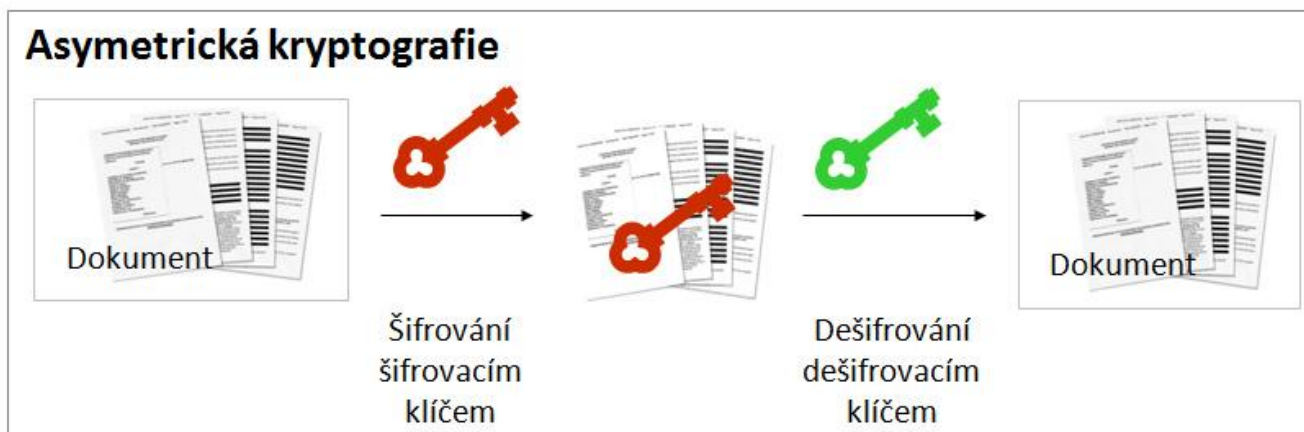 Asymetrická kryptografie
Dokument
Dokument
Šifrování
šifrovacím
klíčem
Dešifrování
dešifrovacím
klíčem